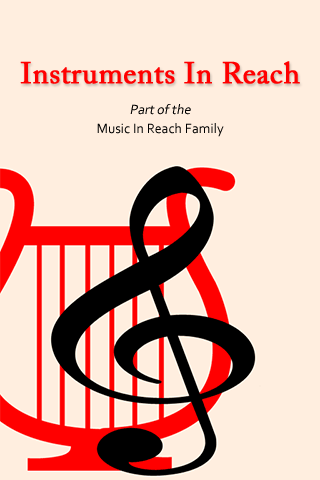 Instruments In Reach
Part of the
Music In Reach Family